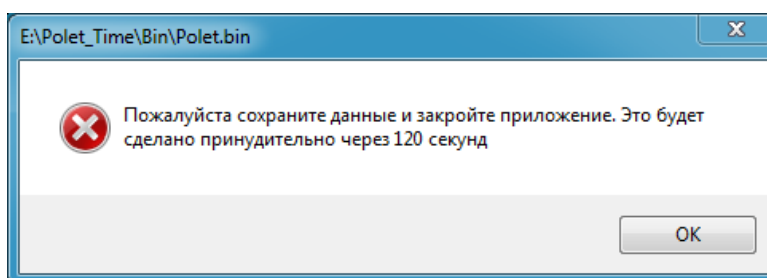 E:\Polet_Time\Bin\Polet.bin
Пожалуйста сохраните данные и закройте приложение. Это будет
сделано принудительно через 120 секунд
OK